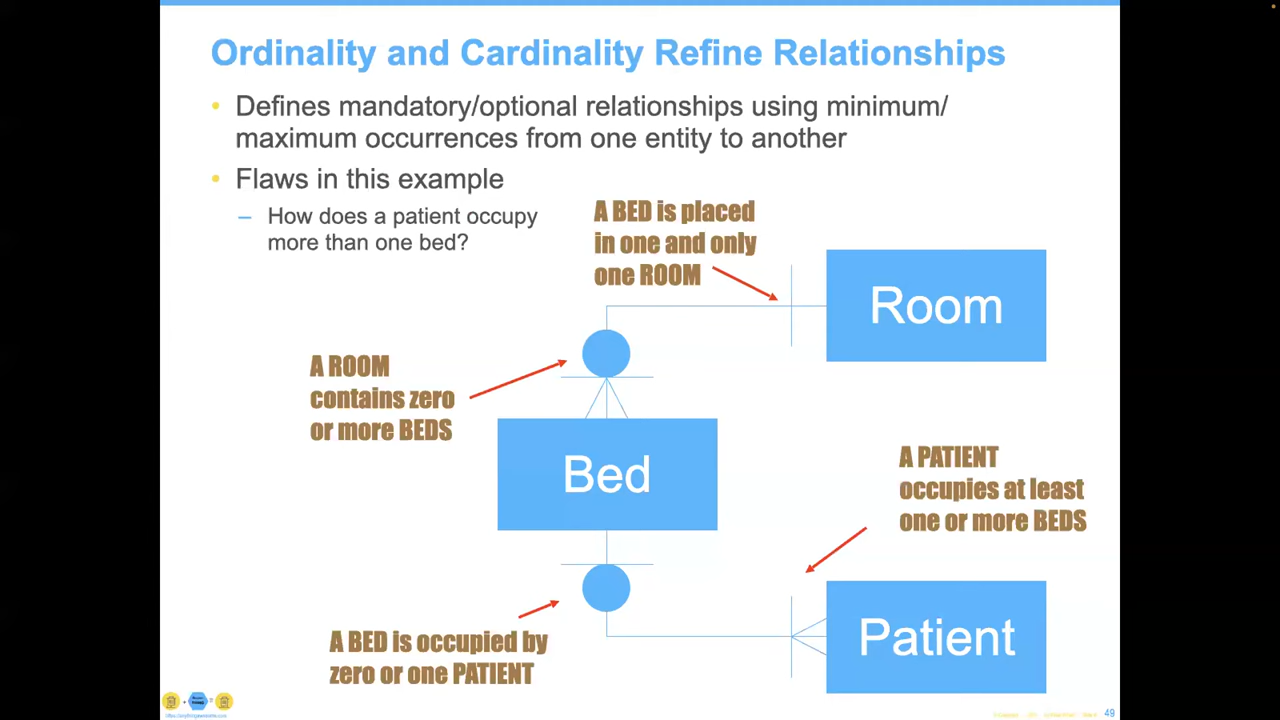 Ordinality and Cardinality Refine Relationships
• Defines mandatory/optional relationships using minimum/
maximum occurrences from one entity to another
• Flaws in this example
– How does a patient occupy
more than one bed?
A BED is placed
in one and only
one ROOM
Room
A ROOM
contains zero
or more BEDS
Bed
A PATIENT
occupies at least
one or more BEDS
A BED is occupied by
zero or one PATIENT
Patient
49